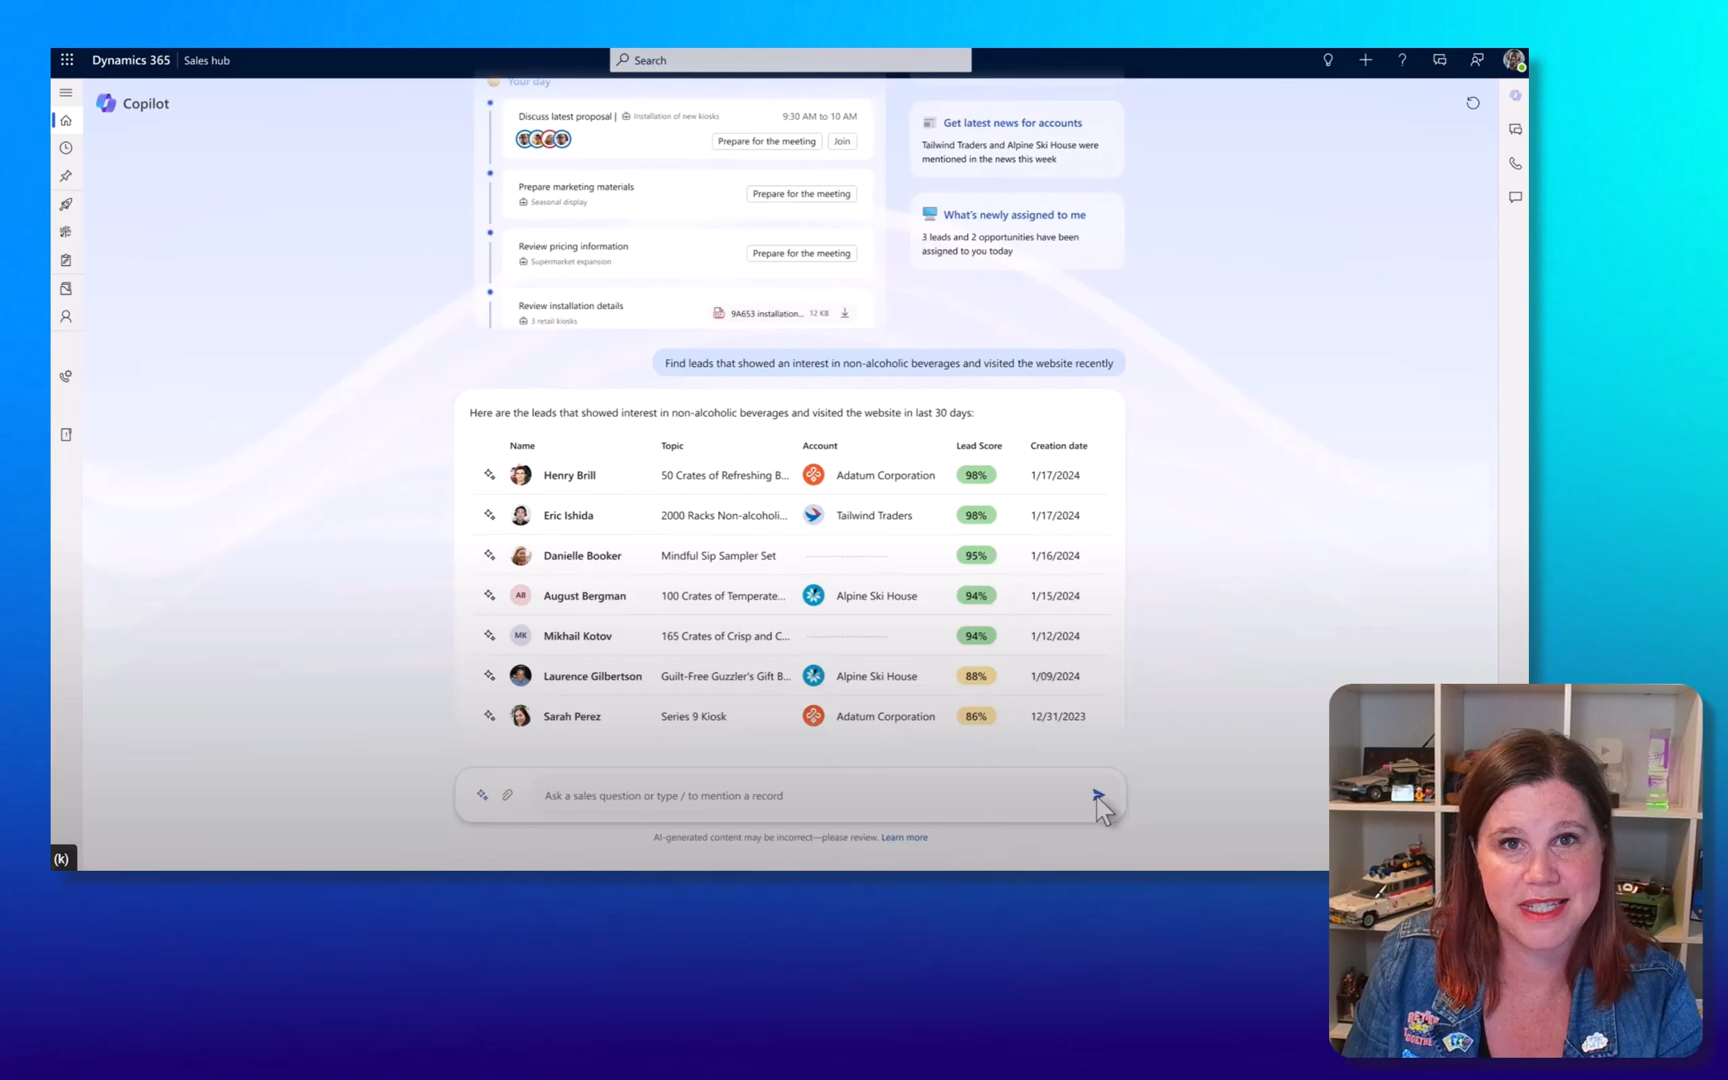 Dynamics 365 | Sales hub
Search
Copilot
Your day
Discuss latest proposal | Installation of new kiosks 9:30 AM to 10 AM
Prepare for the meeting Join
Prepare marketing materials
Seasonal display
Prepare for the meeting
Review pricing information
Supermarket expansion
Prepare for the meeting
Review installation details
3 retail kiosks
9A653 installation... 12 KB
Get latest news for accounts
Tailwind Traders and Alpine Ski House were
mentioned in the news this week
What's newly assigned to me
3 leads and 2 opportunities have been
assigned to you today
Find leads that showed an interest in non-alcoholic beverages and visited the website recently
Here are the leads that showed interest in non-alcoholic beverages and visited the website in last 30 days:
Name Topic Account Lead Score Creation date
Henry Brill 50 Crates of Refreshing B... Adatum Corporation 98% 1/17/2024
Eric Ishida 2000 Racks Non-alcoholi... Tailwind Traders 98% 1/17/2024
Danielle Booker Mindful Sip Sampler Set 95% 1/16/2024
August Bergman 100 Crates of Temperate... Alpine Ski House 94% 1/15/2024
MK Mikhail Kotov 165 Crates of Crisp and C... 94% 1/12/2024
Laurence Gilbertson Guilt-Free Guzzler's Gift B... Alpine Ski House 88% 1/09/2024
Sarah Perez Series 9 Kiosk Adatum Corporation 86% 12/31/2023
Ask a sales question or type / to mention a record
AI-generated content may be incorrect—please review. Learn more
(k)
BETTER
TOGETHER